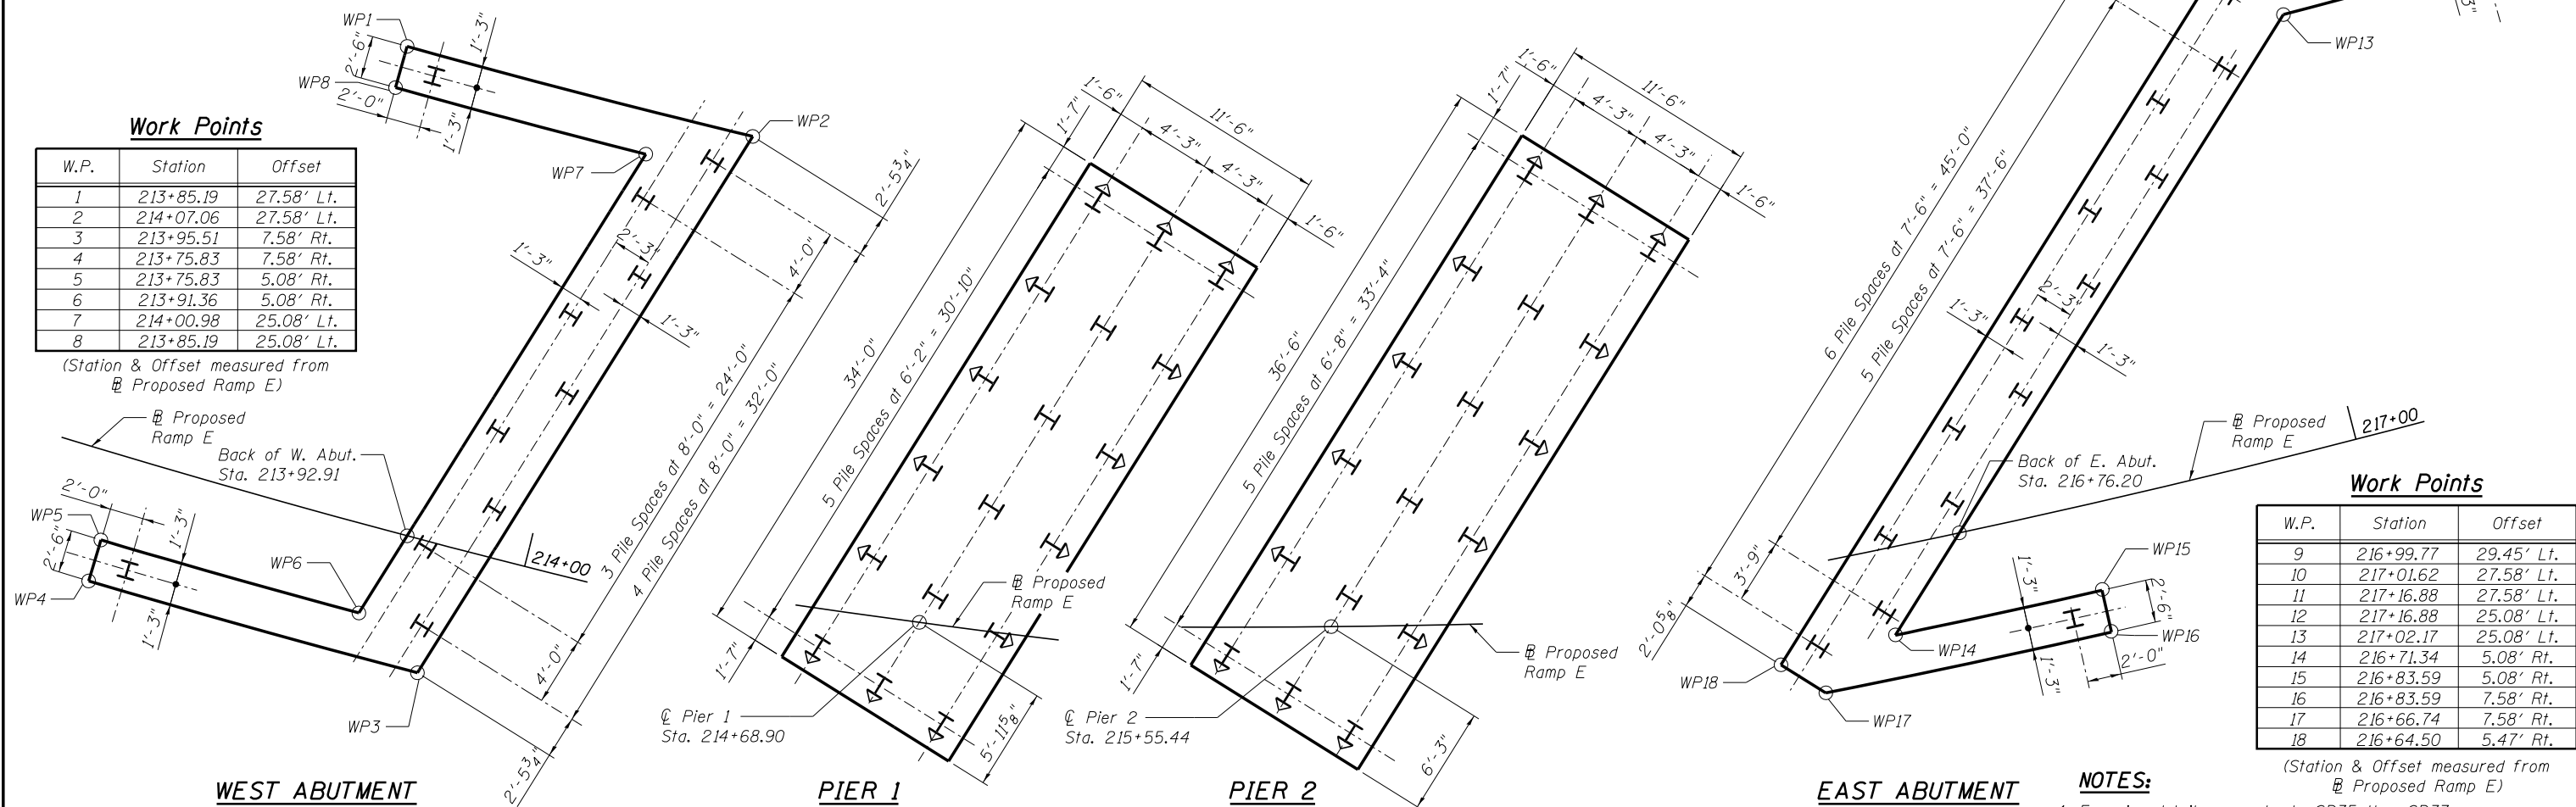 WP1
1'-3"
2'-6"
WP8
2'-0"
1'-3"
WP2
WP7
Work Points
W.P. Station Offset
1 213+85.19 27.58' Lt.
2 214+07.06 27.58' Lt.
3 213+95.51 7.58' Rt.
4 213+75.83 7.58' Rt.
5 213+75.83 5.08' Rt.
6 213+91.36 5.08' Rt.
7 214+00.98 25.08' Lt.
8 213+85.19 25.08' Lt.
(Station & Offset measured from
℄ Proposed Ramp E)
℄ Proposed
Ramp E
Back of W. Abut.
Sta. 213+92.91
2'-0"
WP5
1'-3"
2'-6"
WP4
1'-3"
WP6
WP3
214+00
1'-3"
2'-3"
1'-3"
2'-5¾"
4'-0"
3 Pile Spaces at 8'-0" = 24'-0"
4 Pile Spaces at 8'-0" = 32'-0"
4'-0"
2'-5¾"
WEST ABUTMENT
1'-6"
11'-6"
1'-7"
4'-3"
4'-3"
1'-6"
34'-0"
5 Pile Spaces at 6'-2" = 30'-10"
1'-7"
℄ Proposed
Ramp E
℄ Pier 1
Sta. 214+68.90
5'-11⅝"
PIER 1
1'-6"
11'-6"
1'-7"
4'-3"
4'-3"
1'-6"
36'-6"
5 Pile Spaces at 6'-8" = 33'-4"
1'-7"
℄ Proposed
Ramp E
℄ Pier 2
Sta. 215+55.44
6'-3"
PIER 2
WP13
6 Pile Spaces at 7'-6" = 45'-0"
5 Pile Spaces at 7'-6" = 37'-6"
1'-3"
2'-3"
1'-3"
℄ Proposed
Ramp E
217+00
Back of E. Abut.
Sta. 216+76.20
3'-9"
2'-0⅝"
WP18
WP17
WP14
WP15
WP16
1'-3"
1'-3"
2'-6"
2'-0"
EAST ABUTMENT
Work Points
W.P. Station Offset
9 216+99.77 29.45' Lt.
10 217+01.62 27.58' Lt.
11 217+16.88 27.58' Lt.
12 217+16.88 25.08' Lt.
13 217+02.17 25.08' Lt.
14 216+71.34 5.08' Rt.
15 216+83.59 5.08' Rt.
16 216+83.59 7.58' Rt.
17 216+66.74 7.58' Rt.
18 216+64.50 5.47' Rt.
(Station & Offset measured from
℄ Proposed Ramp E)
NOTES: